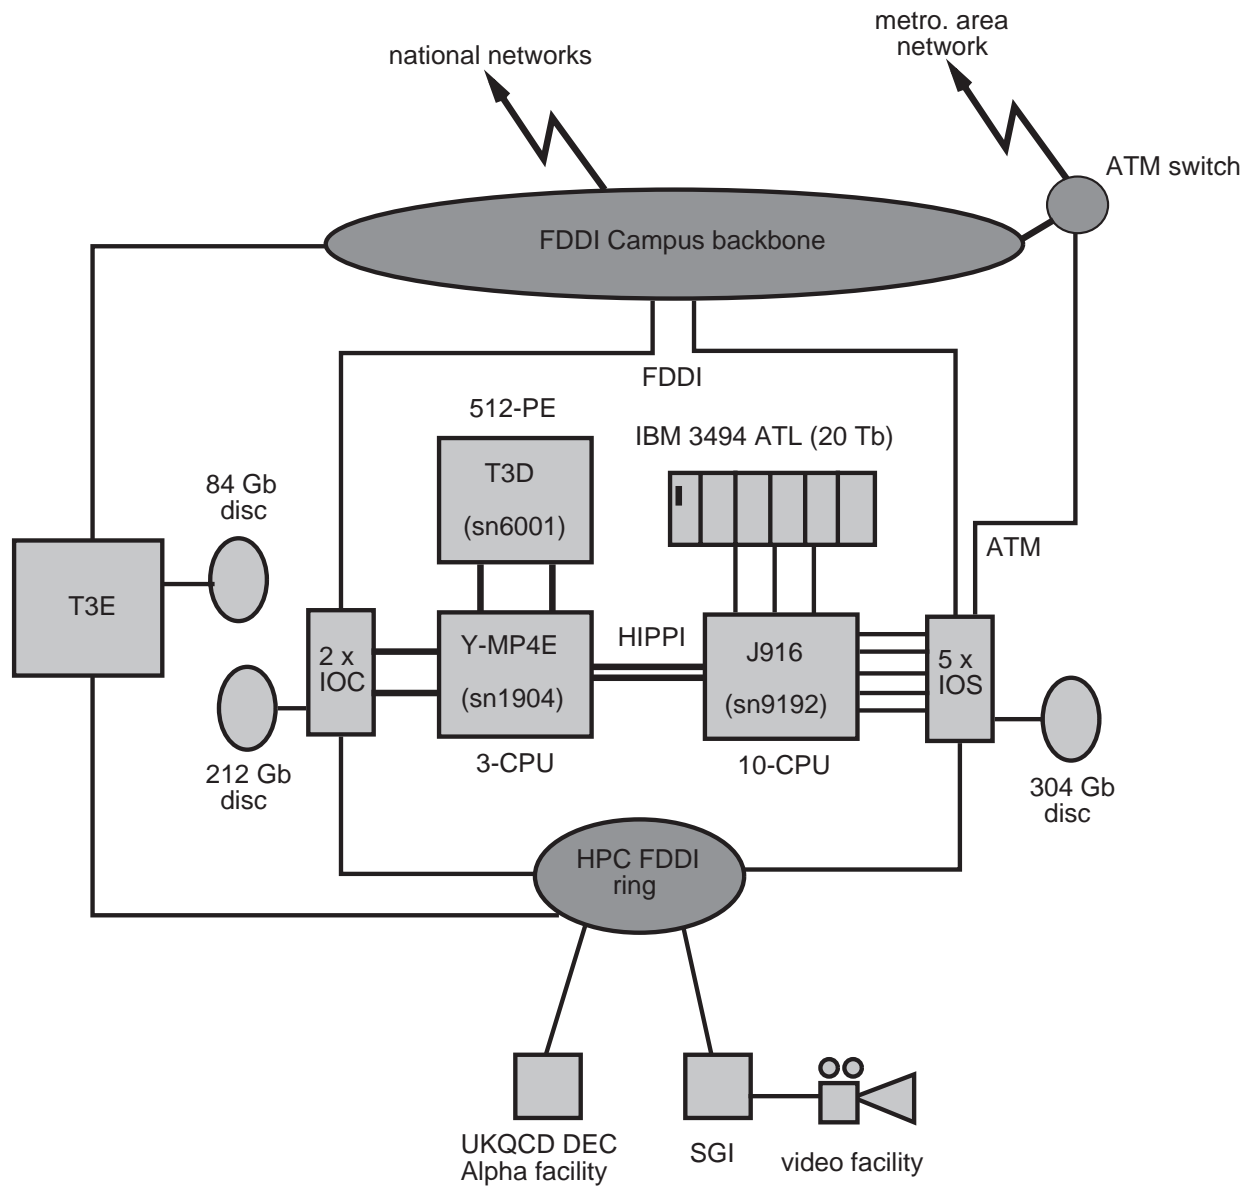 metro. area
network
national networks
ATM switch
FDDI Campus backbone
FDDI
512-PE
IBM 3494 ATL (20 Tb)
84 Gb
disc
T3D
(sn6001)
ATM
T3E
2 x
IOC
Y-MP4E
(sn1904)
HIPPI
J916
(sn9192)
5 x
IOS
3-CPU
10-CPU
212 Gb
disc
304 Gb
disc
HPC FDDI
ring
UKQCD DEC
Alpha facility
SGI
video facility